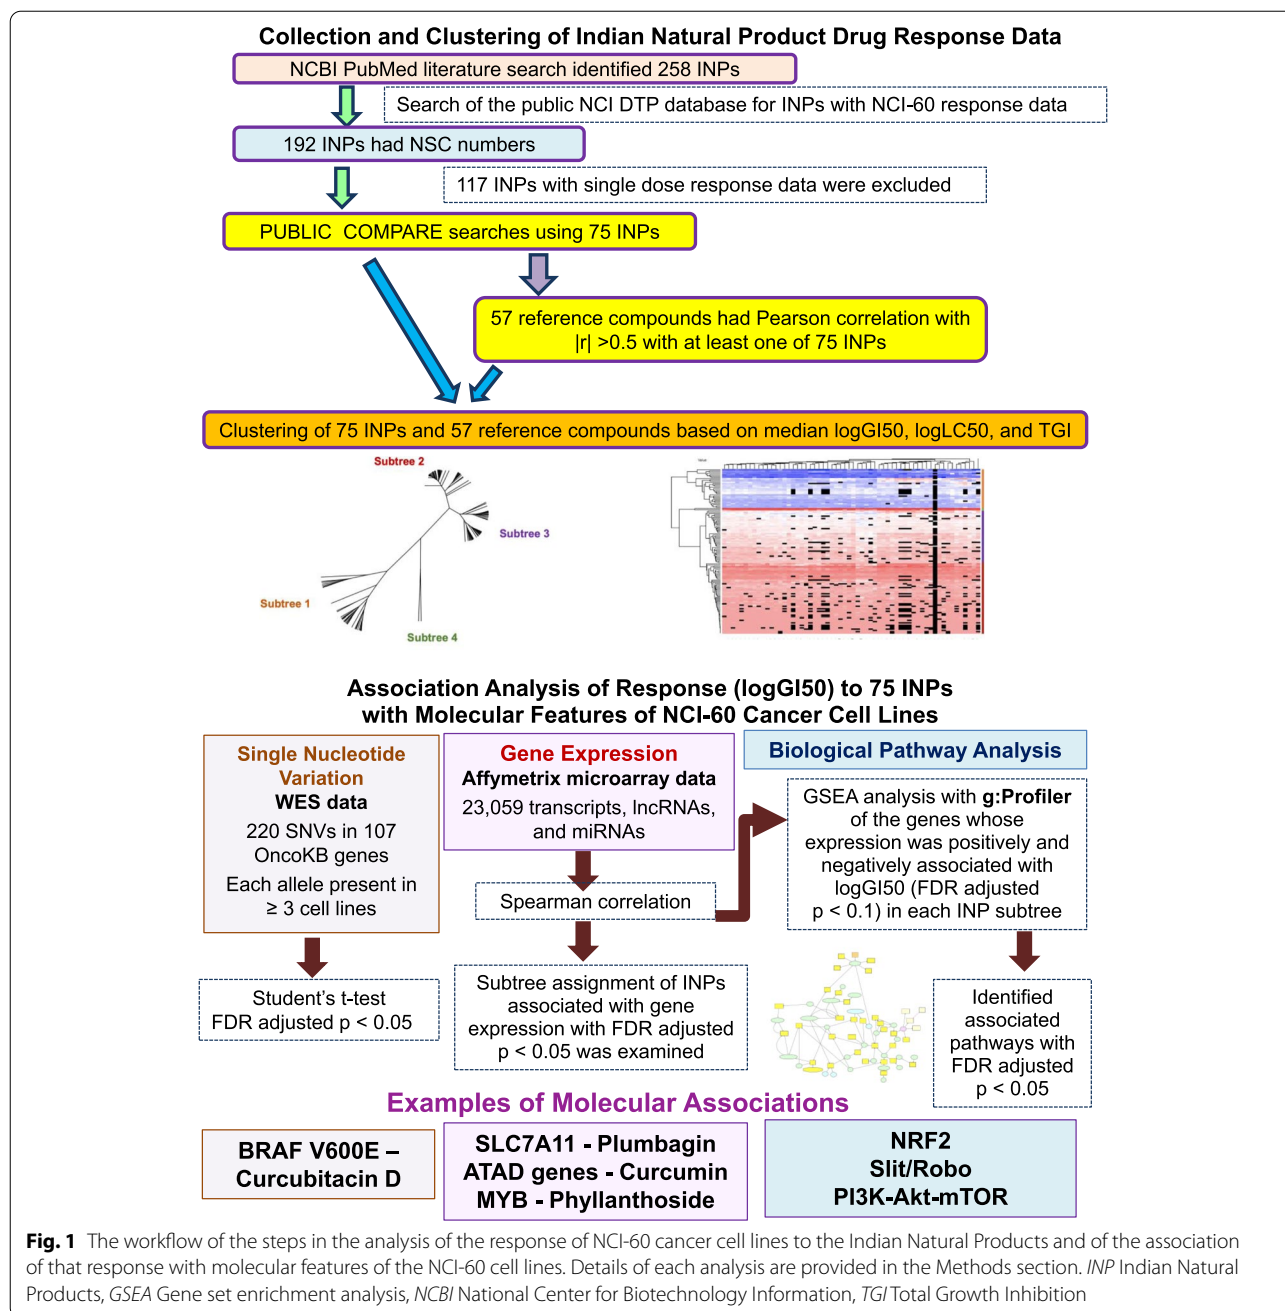 Collection and Clustering of Indian Natural Product Drug Response Data
NCBI PubMed literature search identified 258 INPs
Search of the public NCI DTP database for INPs with NCI-60 response data
192 INPs had NSC numbers
117 INPs with single dose response data were excluded
PUBLIC COMPARE searches using 75 INPs
57 reference compounds had Pearson correlation with
|r| >0.5 with at least one of 75 INPs
Clustering of 75 INPs and 57 reference compounds based on median logGI50, logLC50, and TGI
Subtree 2
Subtree 3
Subtree 1
Subtree 4
Association Analysis of Response (logGI50) to 75 INPs
with Molecular Features of NCI-60 Cancer Cell Lines
Single Nucleotide
Variation
WES data
220 SNVs in 107
OncoKB genes
Each allele present in
≥ 3 cell lines
Student's t-test
FDR adjusted p < 0.05
Gene Expression
Affymetrix microarray data
23,059 transcripts, lncRNAs,
and miRNAs
Spearman correlation
Subtree assignment of INPs
associated with gene
expression with FDR adjusted
p < 0.05 was examined
Biological Pathway Analysis
GSEA analysis with g:Profiler
of the genes whose
expression was positively and
negatively associated with
logGI50 (FDR adjusted
p < 0.1) in each INP subtree
Identified
associated
pathways with
FDR adjusted
p < 0.05
Examples of Molecular Associations
BRAF V600E –
Curcubitacin D
SLC7A11 - Plumbagin
ATAD genes - Curcumin
MYB - Phyllanthoside
NRF2
Slit/Robo
PI3K-Akt-mTOR
Fig. 1 The workflow of the steps in the analysis of the response of NCI-60 cancer cell lines to the Indian Natural Products and of the association
of that response with molecular features of the NCI-60 cell lines. Details of each analysis are provided in the Methods section. INP Indian Natural
Products, GSEA Gene set enrichment analysis, NCBI National Center for Biotechnology Information, TGI Total Growth Inhibition